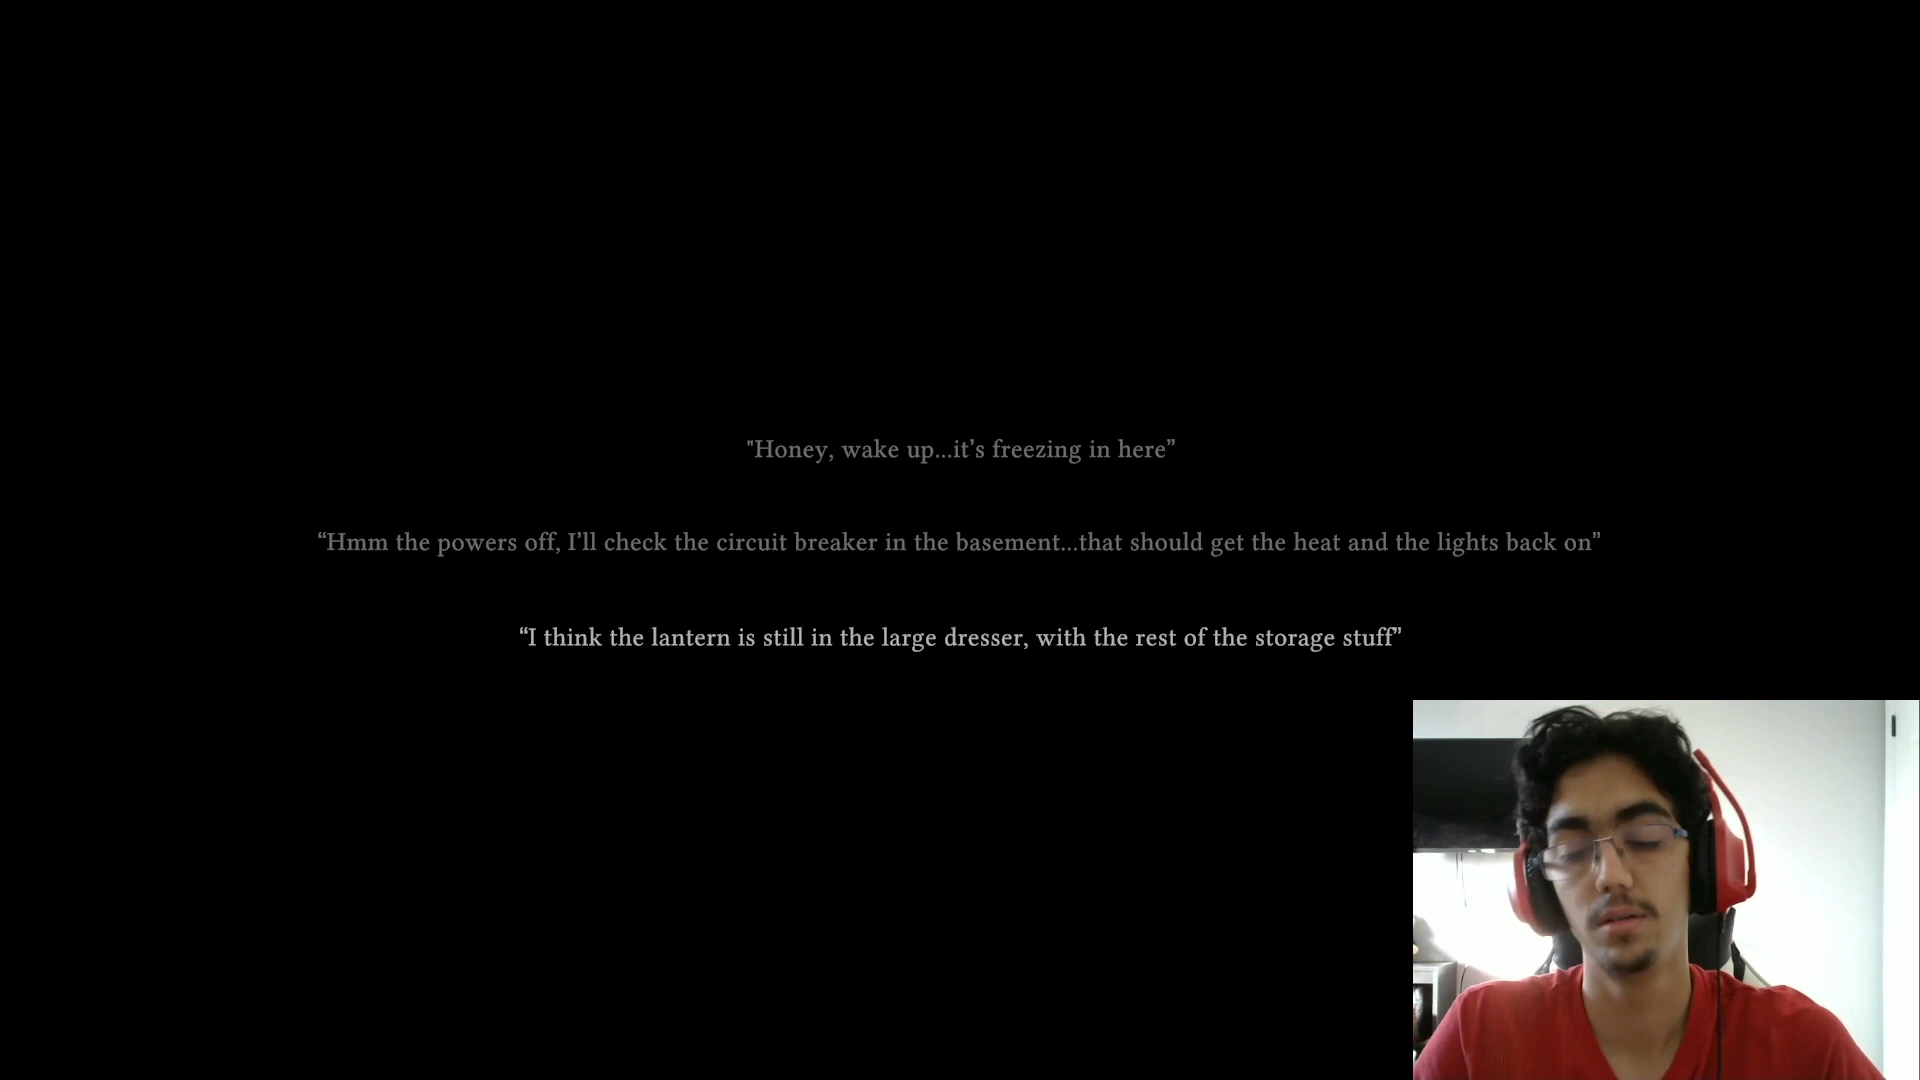 "Honey, wake up...it’s freezing in here”
“Hmm the powers off, I’ll check the circuit breaker in the basement...that should get the heat and the lights back on”
“I think the lantern is still in the large dresser, with the rest of the storage stuff”